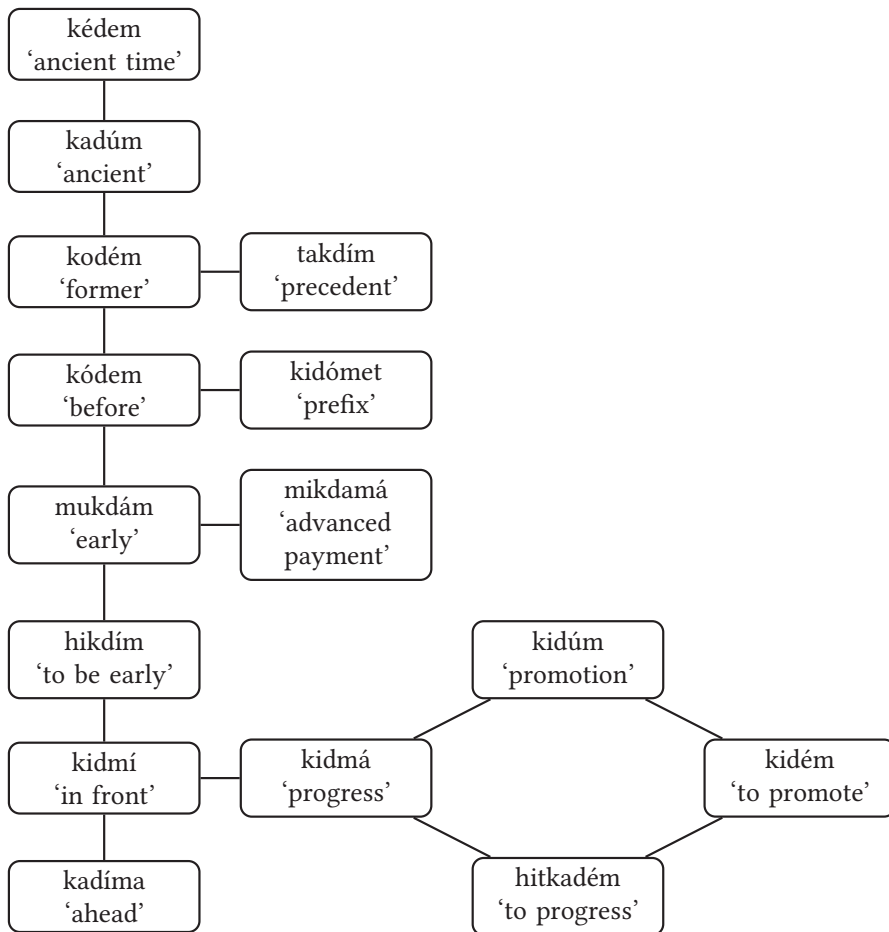 kédem
‘ancient time’
kadúm
‘ancient’
kodém
‘former’
takdím
‘precedent’
kódem
‘before’
kidómet
‘prefix’
mukdám
‘early’
mikdamá
‘advanced
payment’
hikdím
‘to be early’
kidúm
‘promotion’
kidmí
‘in front’
kidmá
‘progress’
kidém
‘to promote’
kadíma
‘ahead’
hitkadém
‘to progress’